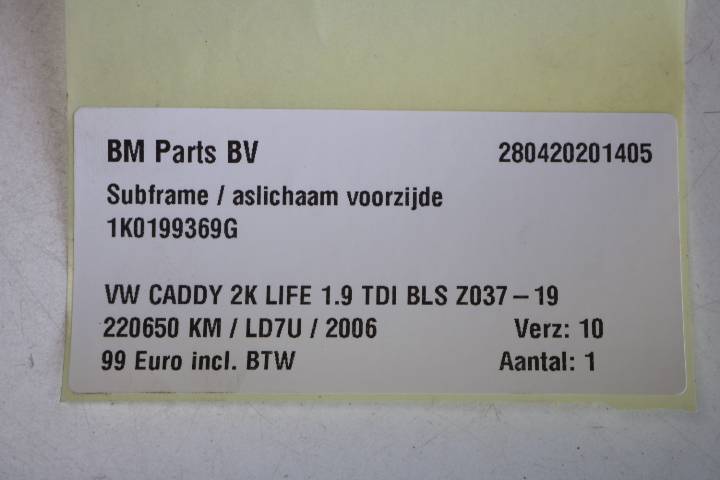 BM Parts BV 280420201405
Subframe / aslichaam voorzijde
1K0199369G
VW CADDY 2K LIFE 1.9 TDI BLS Z037 – 19
220650 KM / LD7U / 2006 Verz: 10
99 Euro incl. BTW Aantal: 1